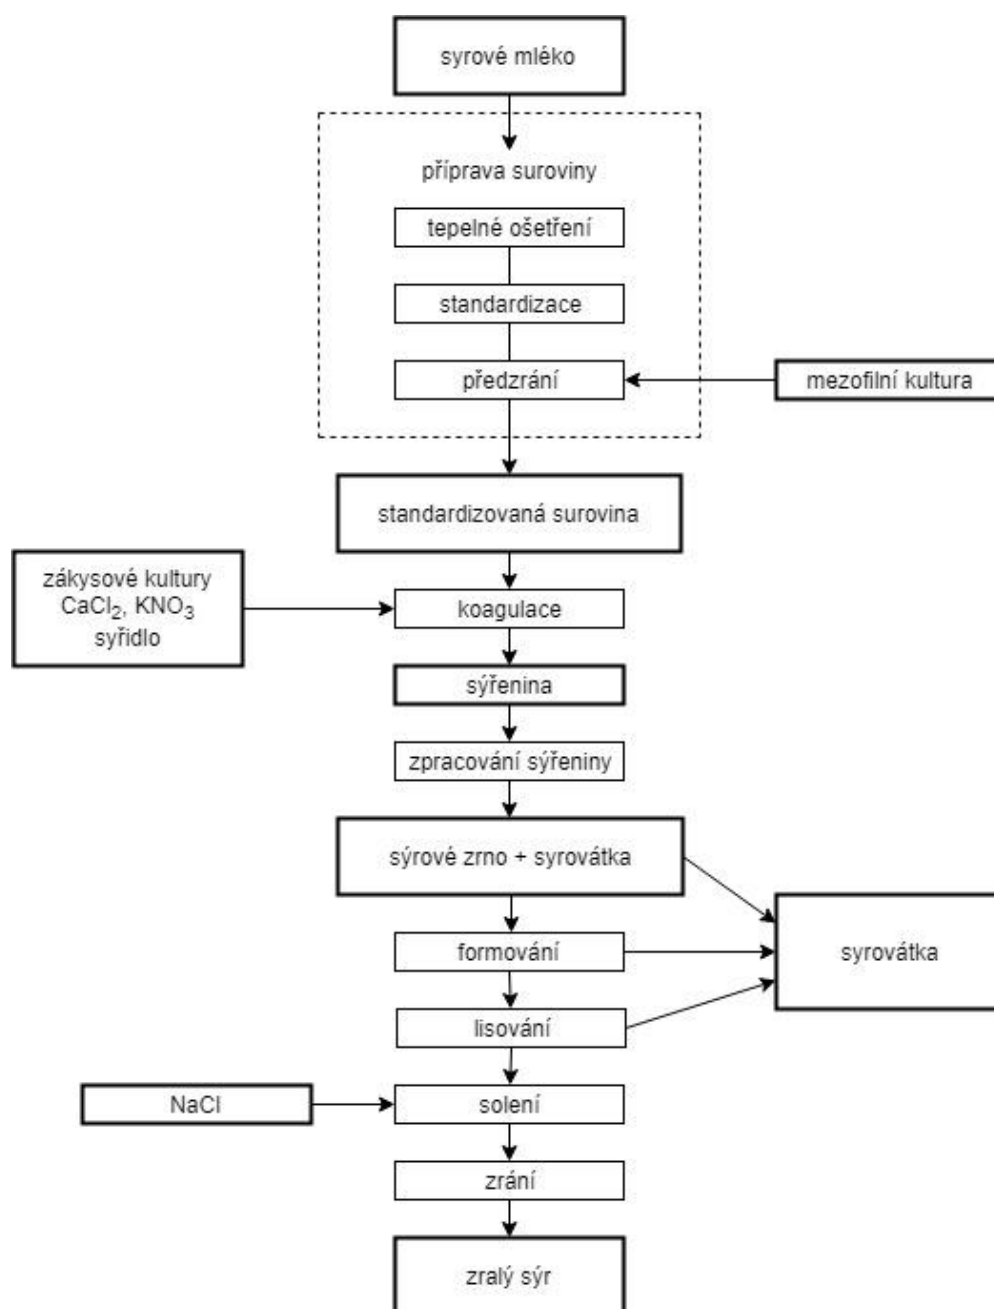 syrové mléko
příprava suroviny
tepelné ošetření
standardizace
předzrání
mezofilní kultura
standardizovaná surovina
zákysové kultury
CaCl₂, KNO₃
syřidlo
koagulace
sýřenina
zpracování sýřeniny
sýrové zrno + syrovátka
formování
syrovátka
lisování
NaCl
solení
zrání
zralý sýr